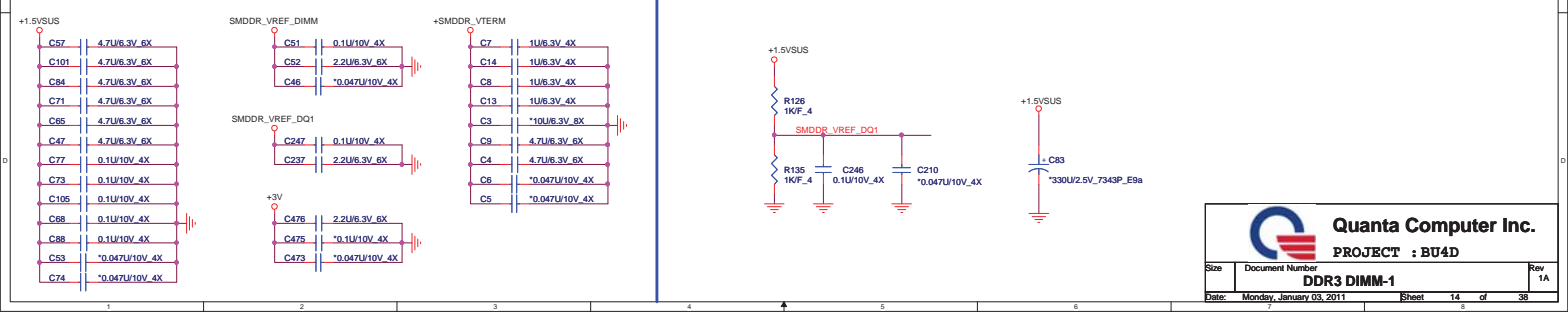 +1.5VSUS
C57 4.7U/6.3V_6X
C101 4.7U/6.3V_6X
C84 4.7U/6.3V_6X
C71 4.7U/6.3V_6X
C65 4.7U/6.3V_6X
C47 4.7U/6.3V_6X
C77 0.1U/10V_4X
C73 0.1U/10V_4X
C105 0.1U/10V_4X
C68 0.1U/10V_4X
C88 0.1U/10V_4X
C53 *0.047U/10V_4X
C74 *0.047U/10V_4X
SMDDR_VREF_DIMM
C51 0.1U/10V_4X
C52 2.2U/6.3V_6X
C46 *0.047U/10V_4X
SMDDR_VREF_DQ1
C247 0.1U/10V_4X
C237 2.2U/6.3V_6X
+3V
C476 2.2U/6.3V_6X
C475 *0.1U/10V_4X
C473 *0.047U/10V_4X
+SMDDR_VTERM
C7 1U/6.3V_4X
C14 1U/6.3V_4X
C8 1U/6.3V_4X
C13 1U/6.3V_4X
C3 *10U/6.3V_8X
C9 4.7U/6.3V_6X
C4 4.7U/6.3V_6X
C6 *0.047U/10V_4X
C5 *0.047U/10V_4X
+1.5VSUS
R126
1K/F_4
SMDDR_VREF_DQ1
R135
1K/F_4
C246
0.1U/10V_4X
C210
*0.047U/10V_4X
+1.5VSUS
+ C83
*330U/2.5V_7343P_E9a
D
D
Quanta Computer Inc.
PROJECT : BU4D
Size Document Number Rev
DDR3 DIMM-1 1A
Date: Monday, January 03, 2011 Sheet 14 of 38
1 2 3 4 5 6 7 8